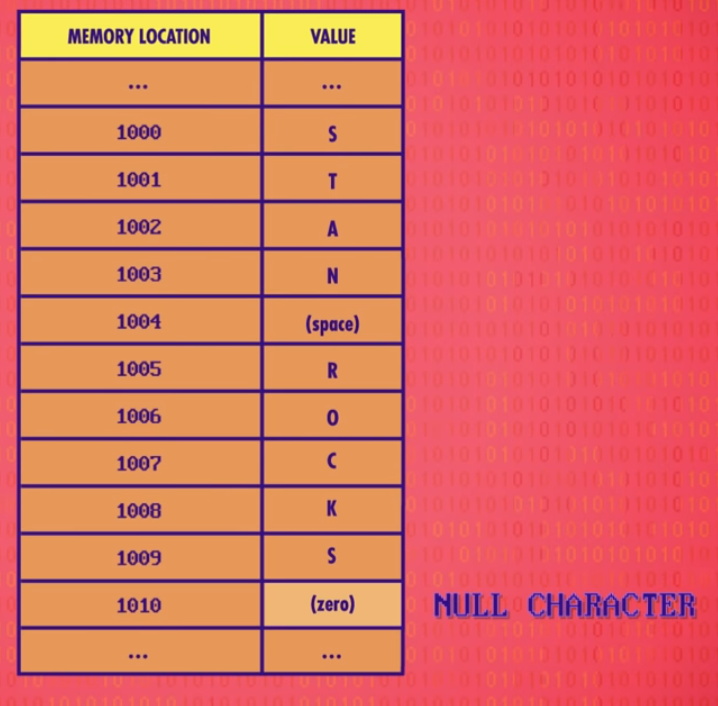 MEMORY LOCATION VALUE
... ...
1000 S
1001 T
1002 A
1003 N
1004 (space)
1005 R
1006 O
1007 C
1008 K
1009 S
1010 (zero) NULL CHARACTER
... ...